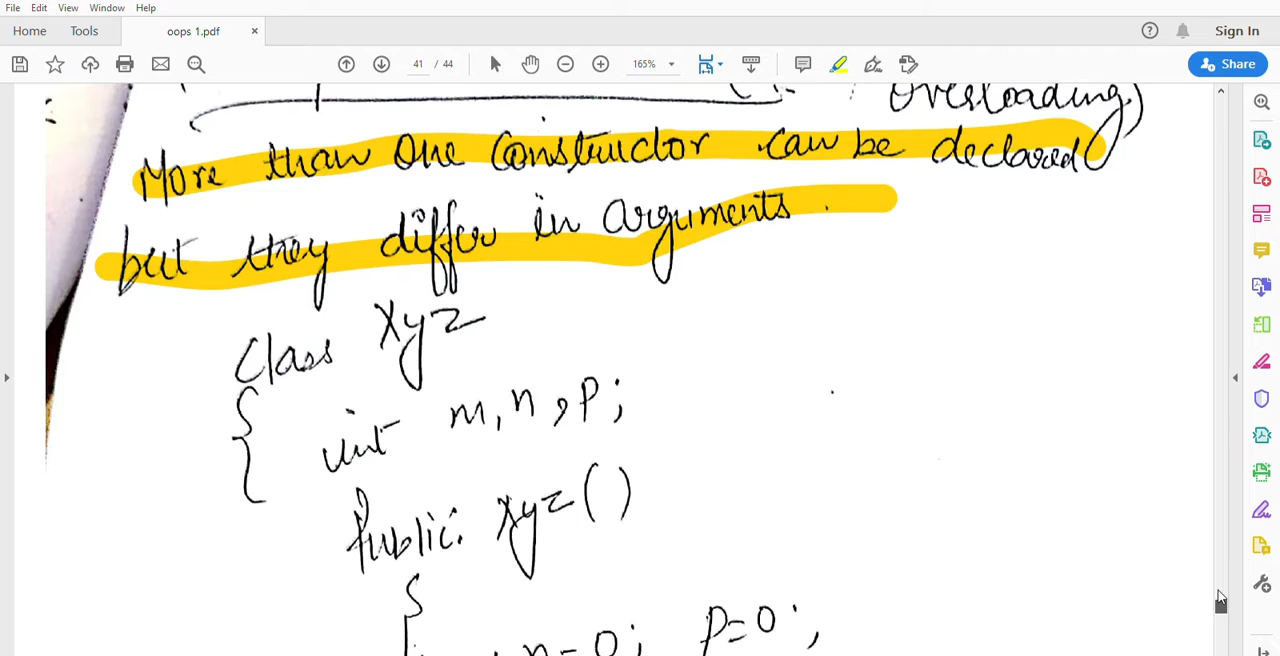 File Edit View Window Help
Home Tools oops 1.pdf × Sign In
41 / 44 165% Share
Overloading)
More than One Constructor can be declared
but they differ in arguments.
Class Xyz
{
int m, n, p;
Public: Xyz()
{
n=0; p=0;